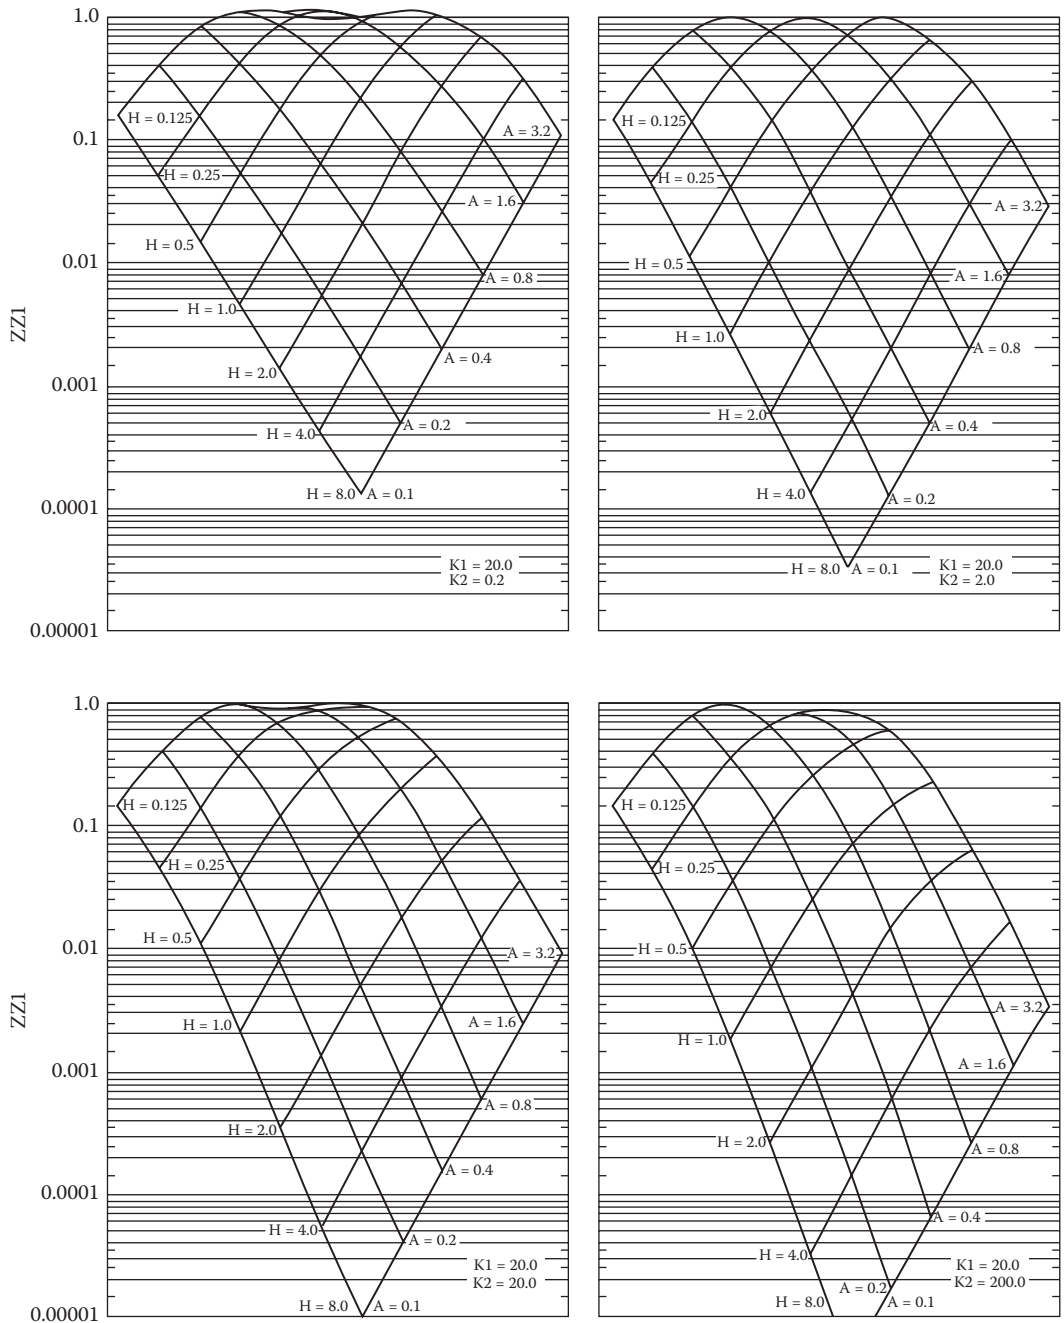 1.0
H = 0.125
0.1
A = 3.2
H = 0.25
A = 1.6
H = 0.5
0.01
A = 0.8
H = 1.0
ZZ1
A = 0.4
H = 2.0
0.001
A = 0.2
H = 4.0
H = 8.0
A = 0.1
0.0001
K1 = 20.0
K2 = 0.2
0.00001
H = 0.125
H = 0.25
A = 3.2
H = 0.5
A = 1.6
H = 1.0
A = 0.8
H = 2.0
A = 0.4
H = 4.0
A = 0.2
H = 8.0
A = 0.1
K1 = 20.0
K2 = 2.0
1.0
H = 0.125
0.1
H = 0.25
H = 0.5
0.01
A = 3.2
ZZ1
H = 1.0
A = 1.6
0.001
A = 0.8
H = 2.0
A = 0.4
0.0001
H = 4.0
A = 0.2
K1 = 20.0
K2 = 20.0
H = 8.0
A = 0.1
0.00001
H = 0.125
H = 0.25
H = 0.5
A = 3.2
H = 1.0
A = 1.6
H = 2.0
A = 0.8
A = 0.4
H = 4.0
K1 = 20.0
K2 = 200.0
A = 0.2
H = 8.0
A = 0.1